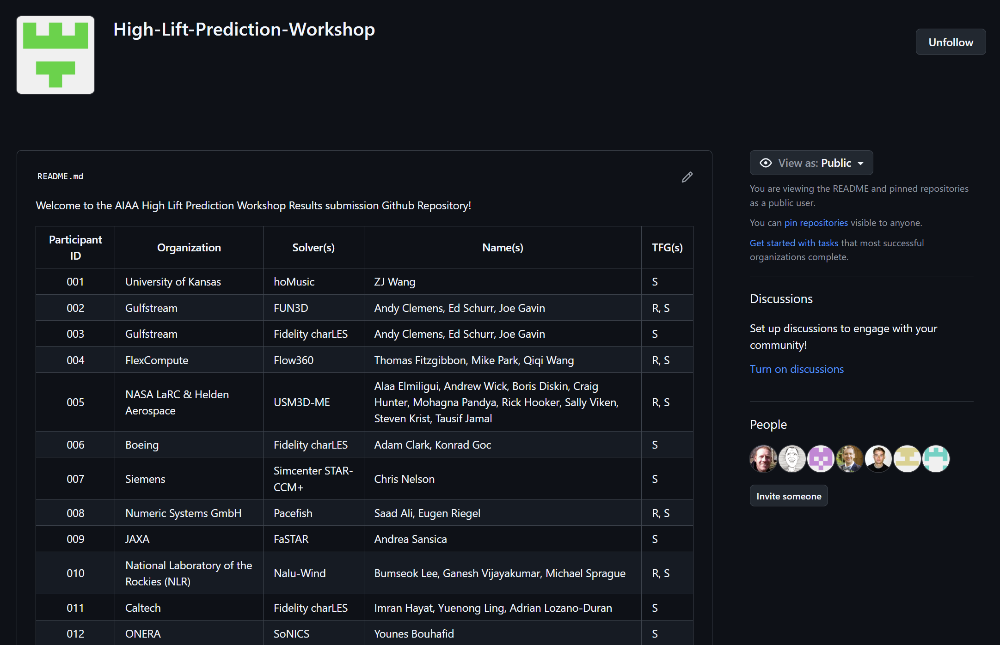 High-Lift-Prediction-Workshop
Unfollow
README.md
Welcome to the AIAA High Lift Prediction Workshop Results submission Github Repository!
Participant ID Organization Solver(s) Name(s) TFG(s)
001 University of Kansas hoMusic ZJ Wang S
002 Gulfstream FUN3D Andy Clemens, Ed Schurr, Joe Gavin R, S
003 Gulfstream Fidelity charLES Andy Clemens, Ed Schurr, Joe Gavin S
004 FlexCompute Flow360 Thomas Fitzgibbon, Mike Park, Qiqi Wang R, S
005 NASA LaRC & Helden Aerospace USM3D-ME Alaa Elmiligui, Andrew Wick, Boris Diskin, Craig Hunter, Mohagna Pandya, Rick Hooker, Sally Viken, Steven Krist, Tausif Jamal R, S
006 Boeing Fidelity charLES Adam Clark, Konrad Goc S
007 Siemens Simcenter STAR-CCM+ Chris Nelson S
008 Numeric Systems GmbH Pacefish Saad Ali, Eugen Riegel R, S
009 JAXA FaSTAR Andrea Sansica S
010 National Laboratory of the Rockies (NLR) Nalu-Wind Bumseok Lee, Ganesh Vijayakumar, Michael Sprague R, S
011 Caltech Fidelity charLES Imran Hayat, Yuenong Ling, Adrian Lozano-Duran S
012 ONERA SoNICS Younes Bouhafid S
View as: Public
You are viewing the README and pinned repositories
as a public user.
You can pin repositories visible to anyone.
Get started with tasks that most successful
organizations complete.
Discussions
Set up discussions to engage with your
community!
Turn on discussions
People
Invite someone